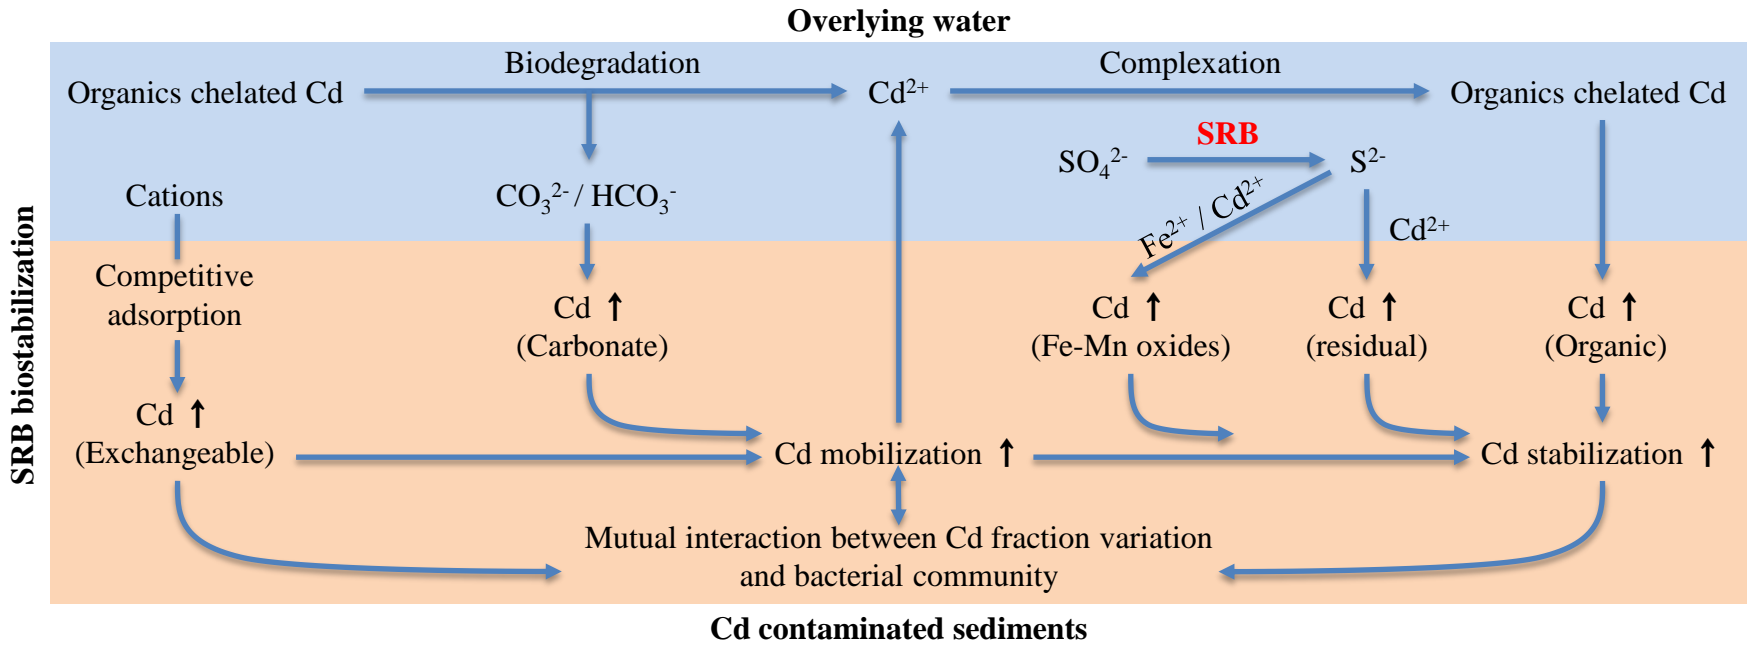 Overlying water
Biodegradation
Complexation
Organics chelated Cd
Cd²⁺
Organics chelated Cd
SRB
SO₄²⁻
S²⁻
Cations
CO₃²⁻ / HCO₃⁻
Fe²⁺ / Cd²⁺
Cd²⁺
SRB biostabilization
Competitive
adsorption
Cd ↑
(Carbonate)
Cd ↑
(Fe-Mn oxides)
Cd ↑
(residual)
Cd ↑
(Organic)
Cd ↑
(Exchangeable)
Cd mobilization ↑
Cd stabilization ↑
Mutual interaction between Cd fraction variation
and bacterial community
Cd contaminated sediments